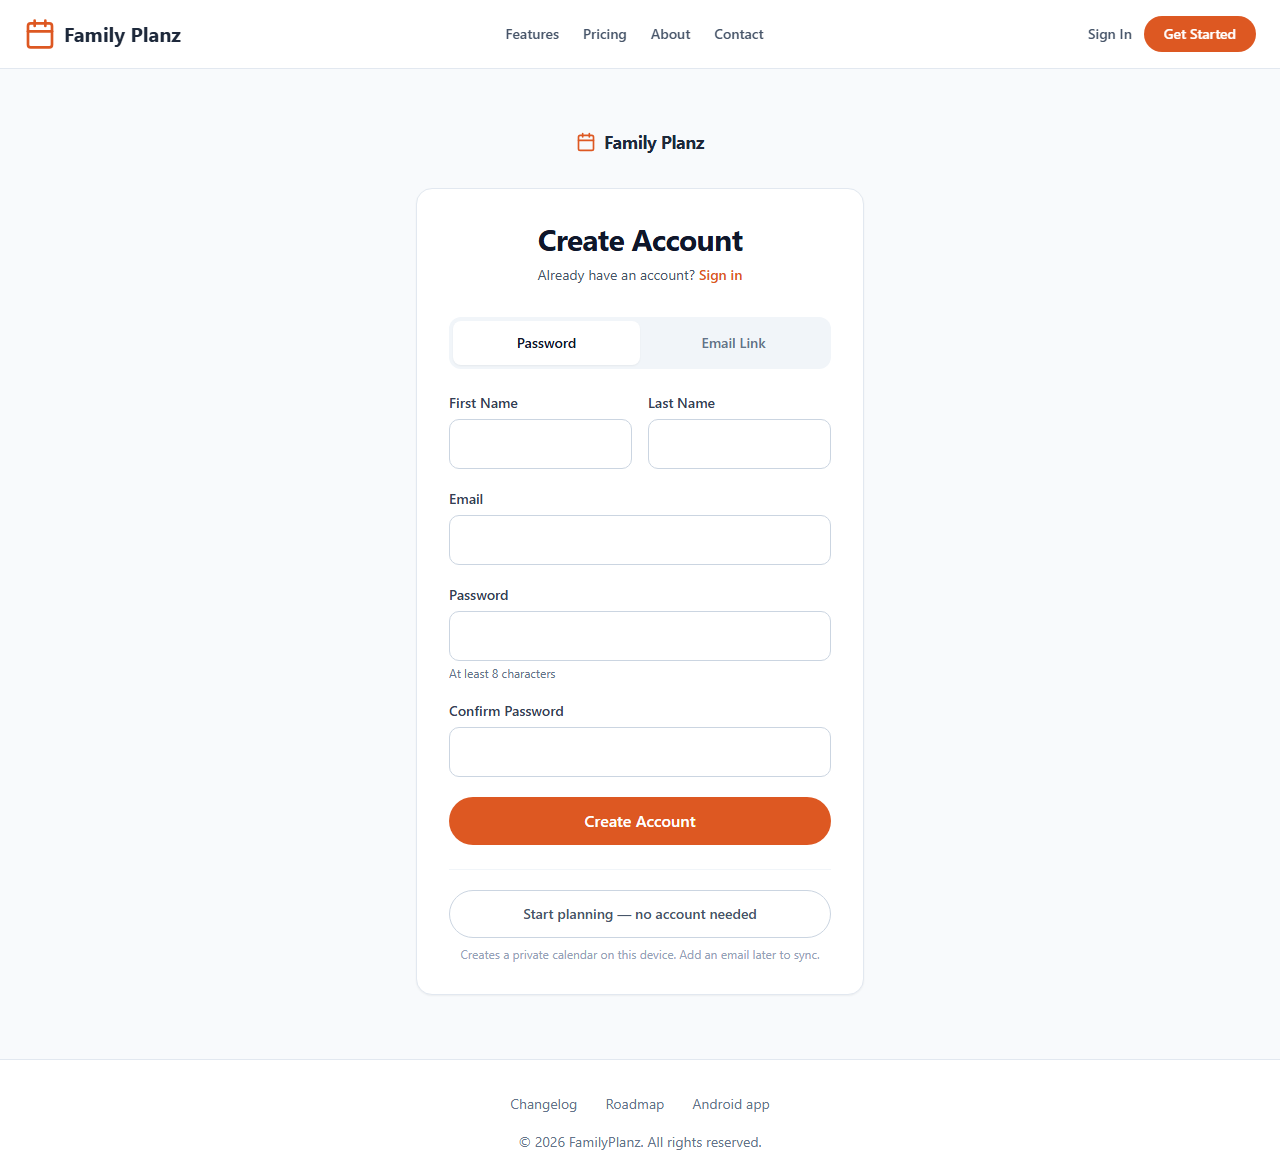 Family Planz
Features Pricing About Contact
Sign In Get Started
Family Planz
Create Account
Already have an account? Sign in
Password Email Link
First Name Last Name
Email
Password
At least 8 characters
Confirm Password
Create Account
Start planning — no account needed
Creates a private calendar on this device. Add an email later to sync.
Changelog Roadmap Android app
© 2026 FamilyPlanz. All rights reserved.